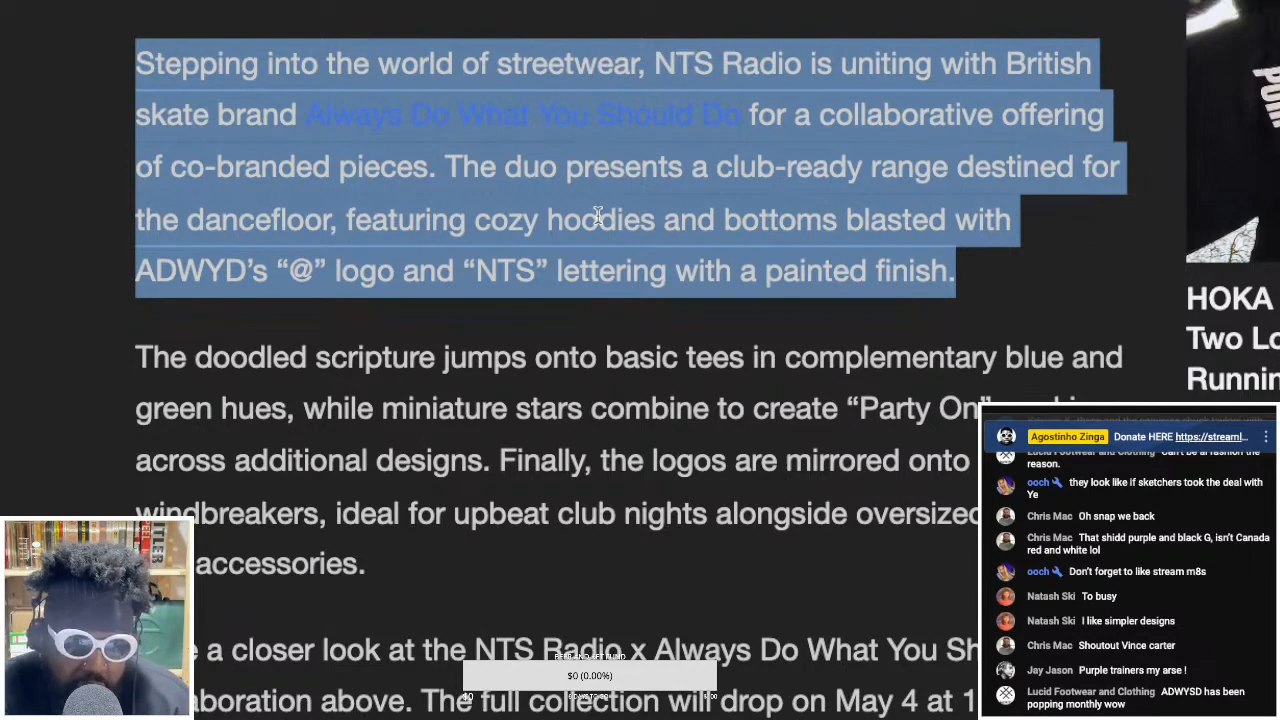 Stepping into the world of streetwear, NTS Radio is uniting with British
skate brand Always Do What You Should Do for a collaborative offering
of co-branded pieces. The duo presents a club-ready range destined for
the dancefloor, featuring cozy hoodies and bottoms blasted with
ADWYD’s “@” logo and “NTS” lettering with a painted finish.
The doodled scripture jumps onto basic tees in complementary blue and
green hues, while miniature stars combine to create “Party On”
across additional designs. Finally, the logos are mirrored onto
windbreakers, ideal for upbeat club nights alongside oversized
accessories.
a closer look at the NTS Radio x Always Do What You
above. The full collection will drop on May 4 at
HOKA
Two
Agostinho Zinga Donate HERE https://streaml...
Lucid Footwear and Clothing Can't be ai fashion the
reason.
ooch they look like if sketchers took the deal with
Ye
Chris Mac Oh snap we back
Chris Mac That shidd purple and black G, isn't Canada
red and white lol
ooch Don't forget to like stream m8s
Natash Ski To busy
Natash Ski I like simpler designs
Chris Mac Shoutout Vince carter
Jay Jason Purple trainers my arse !
Lucid Footwear and Clothing ADWYSD has been
popping monthly wow
$0 (0.00%)
$0